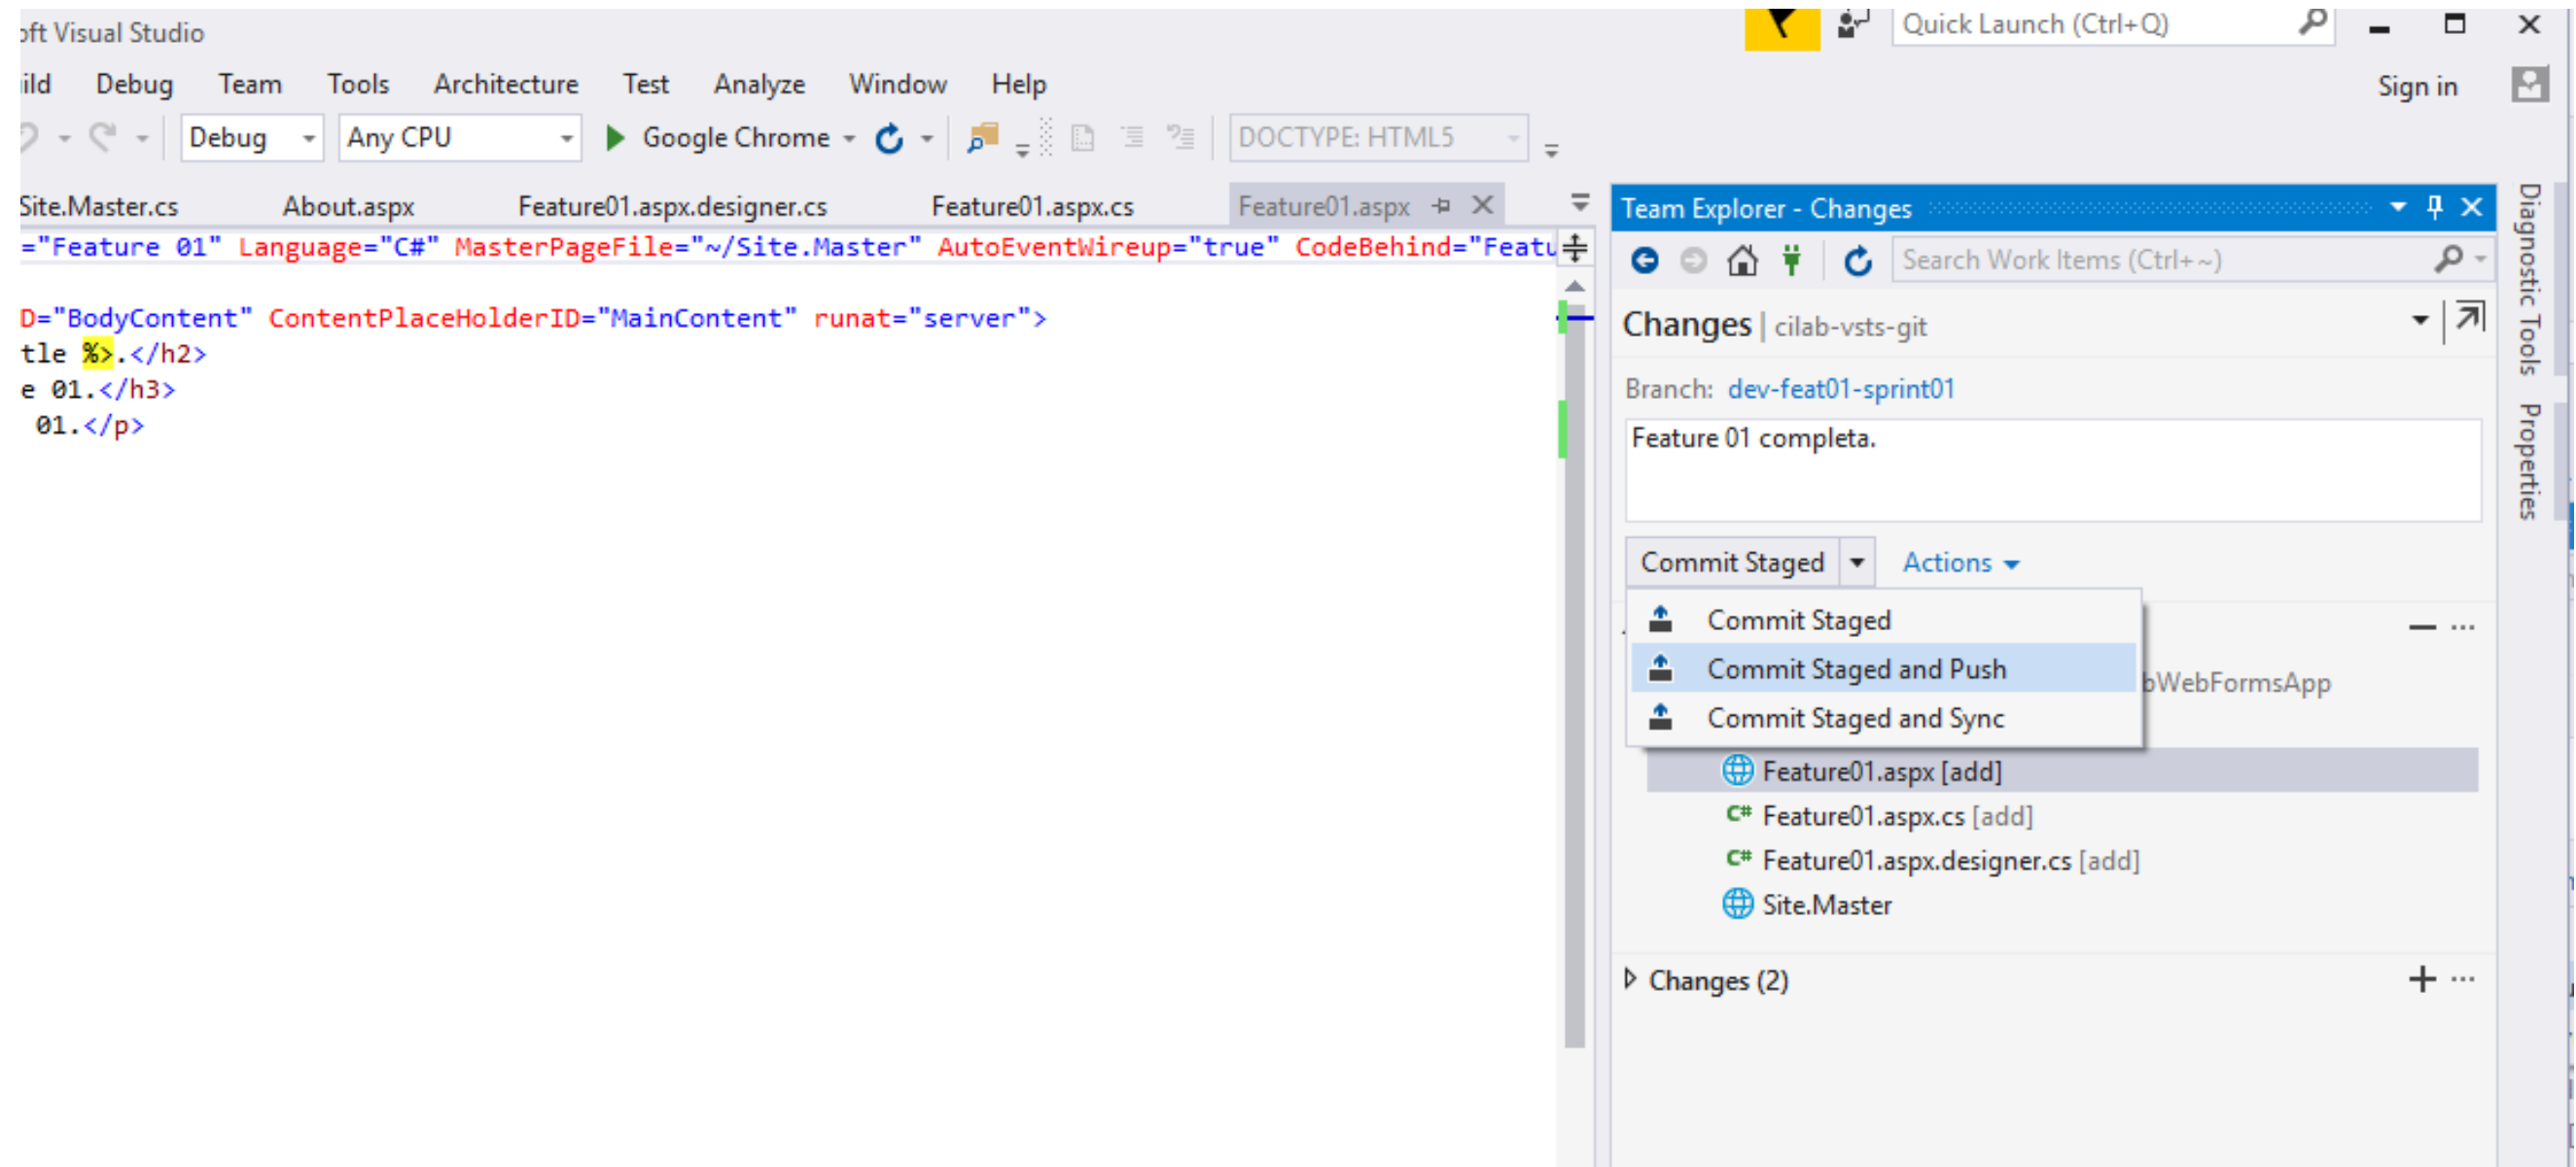 oft Visual Studio
Quick Launch (Ctrl+Q)
ild Debug Team Tools Architecture Test Analyze Window Help
Sign in
Debug Any CPU Google Chrome DOCTYPE: HTML5
Site.Master.cs About.aspx Feature01.aspx.designer.cs Feature01.aspx.cs Feature01.aspx
="Feature 01" Language="C#" MasterPageFile="~/Site.Master" AutoEventWireup="true" CodeBehind="Featu
D="BodyContent" ContentPlaceHolderID="MainContent" runat="server">
tle %>.</h2>
e 01.</h3>
01.</p>
Team Explorer - Changes
Search Work Items (Ctrl+~)
Changes | cilab-vsts-git
Branch: dev-feat01-sprint01
Feature 01 completa.
Commit Staged Actions
Commit Staged
Commit Staged and Push
Commit Staged and Sync
bWebFormsApp
Feature01.aspx [add]
C# Feature01.aspx.cs [add]
C# Feature01.aspx.designer.cs [add]
Site.Master
Changes (2)
Diagnostic Tools
Properties